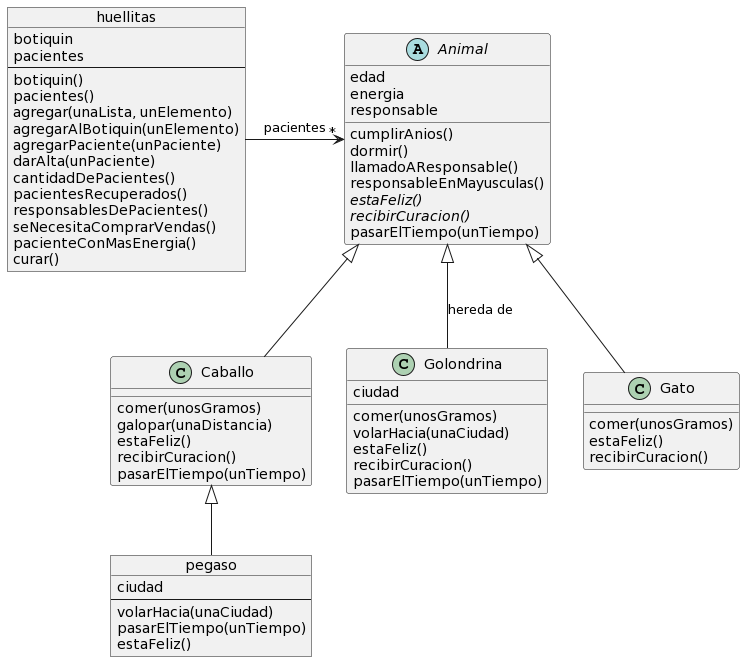 huellitas
botiquin
pacientes
botiquin()
pacientes()
agregar(unaLista, unElemento)
agregarAlBotiquin(unElemento)
agregarPaciente(unPaciente)
darAlta(unPaciente)
cantidadDePacientes()
pacientesRecuperados()
responsablesDePacientes()
seNecesitaComprarVendas()
pacienteConMasEnergia()
curar()
pacientes *
A Animal
edad
energia
responsable
cumplirAnios()
dormir()
llamadoAResponsable()
responsableEnMayusculas()
estaFeliz()
recibirCuracion()
pasarElTiempo(unTiempo)
hereda de
C Caballo
comer(unosGramos)
galopar(unaDistancia)
estaFeliz()
recibirCuracion()
pasarElTiempo(unTiempo)
C Golondrina
ciudad
comer(unosGramos)
volarHacia(unaCiudad)
estaFeliz()
recibirCuracion()
pasarElTiempo(unTiempo)
C Gato
comer(unosGramos)
estaFeliz()
recibirCuracion()
pegaso
ciudad
volarHacia(unaCiudad)
pasarElTiempo(unTiempo)
estaFeliz()